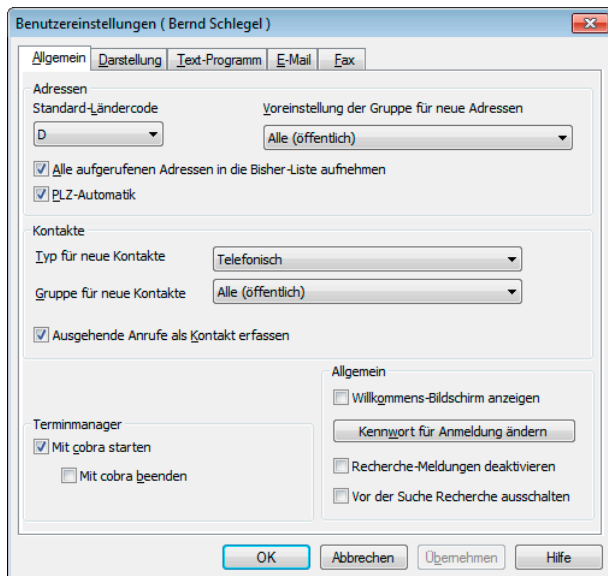 Benutzereinstellungen ( Bernd Schlegel )
Allgemein Darstellung Text-Programm E-Mail Fax
Adressen
Standard-Ländercode Voreinstellung der Gruppe für neue Adressen
D Alle (öffentlich)
Alle aufgerufenen Adressen in die Bisher-Liste aufnehmen
PLZ-Automatik
Kontakte
Typ für neue Kontakte Telefonisch
Gruppe für neue Kontakte Alle (öffentlich)
Ausgehende Anrufe als Kontakt erfassen
Allgemein
Willkommens-Bildschirm anzeigen
Kennwort für Anmeldung ändern
Recherche-Meldungen deaktivieren
Vor der Suche Recherche ausschalten
Terminmanager
Mit cobra starten
Mit cobra beenden
OK Abbrechen Übernehmen Hilfe